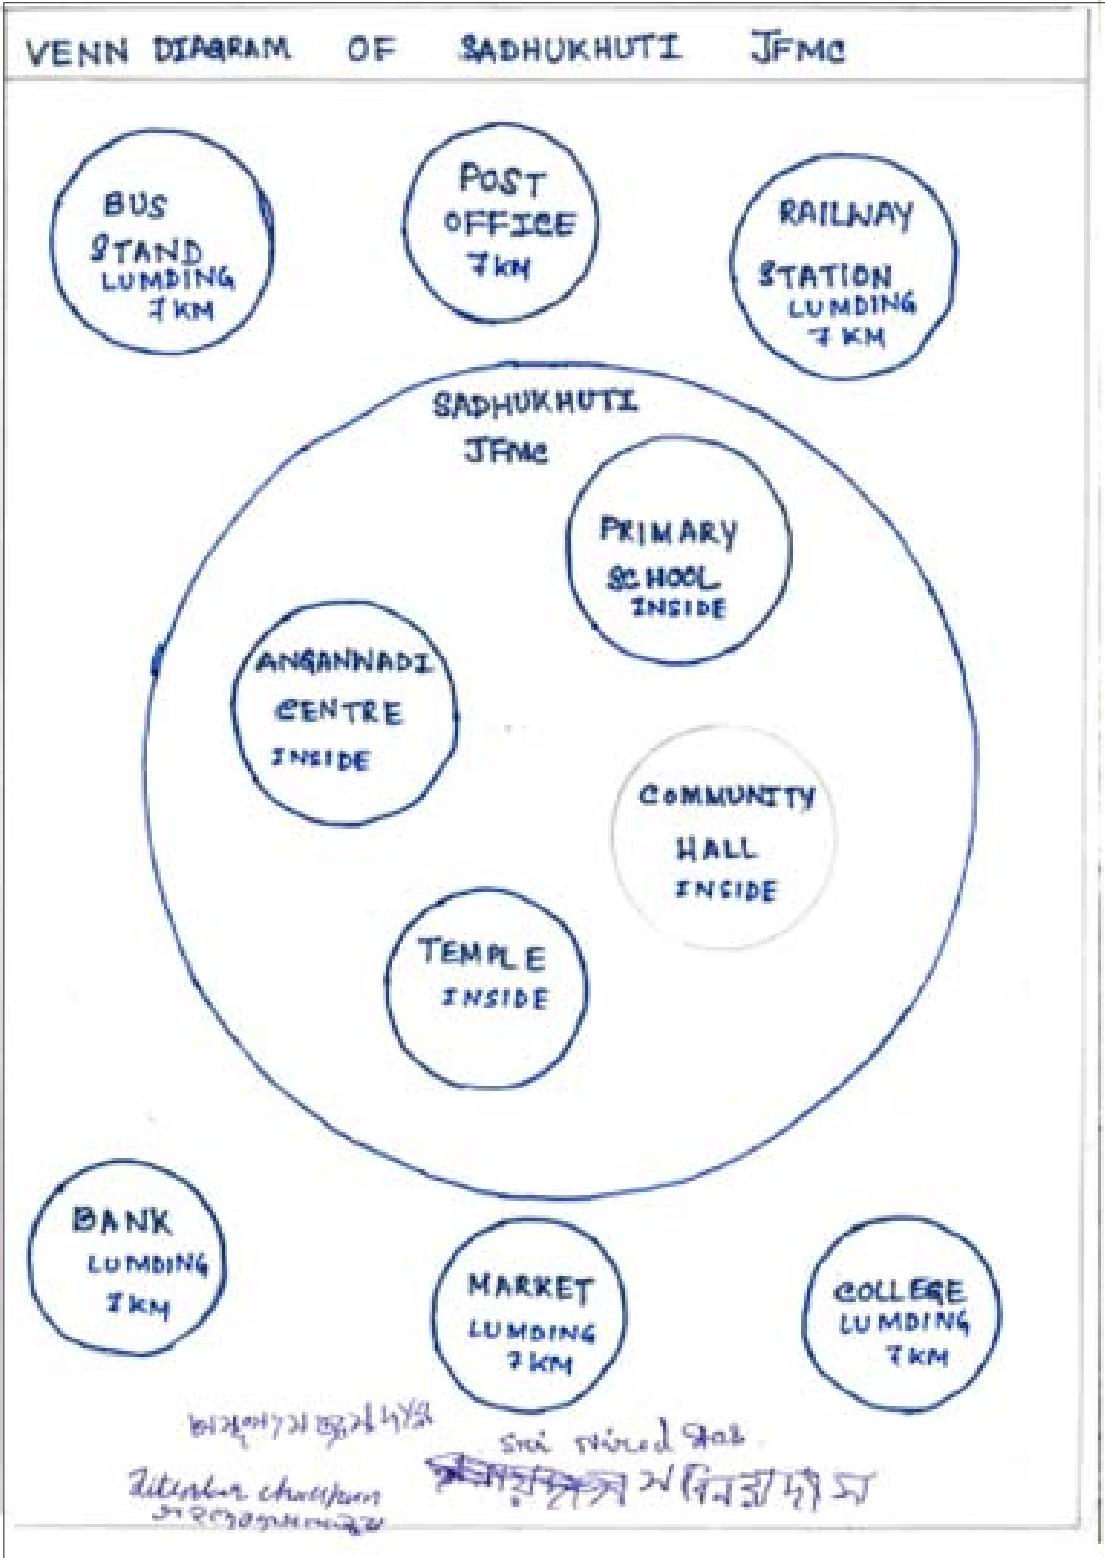 VENN DIAGRAM OF SADHUKHUTI JFMC
BUS
STAND
LUMDING
7 KM
POST
OFFICE
7 KM
RAILWAY
STATION
LUMDING
7 KM
SADHUKHUTI
JFMC
PRIMARY
SCHOOL
INSIDE
ANGANWADI
CENTRE
INSIDE
COMMUNITY
HALL
INSIDE
TEMPLE
INSIDE
BANK
LUMDING
7 KM
MARKET
LUMDING
7 KM
COLLEGE
LUMDING
7 KM